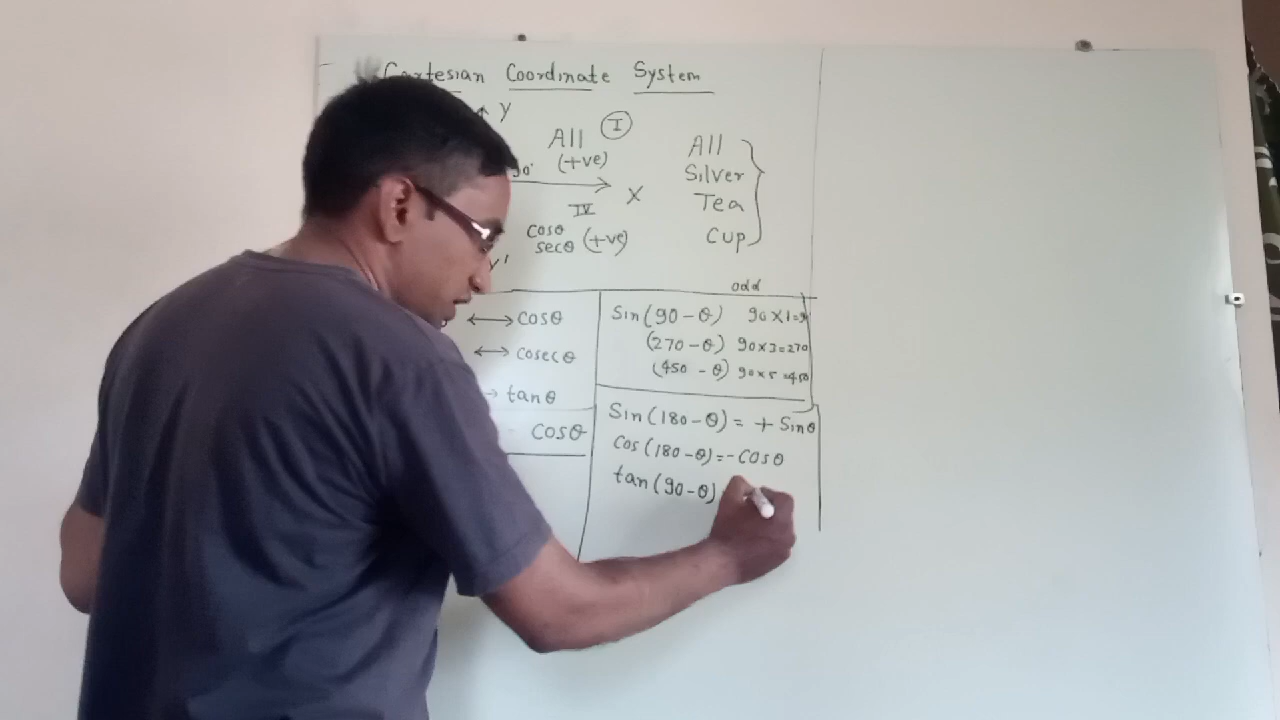 Cartesian Coordinate System
Y
All I
(+ve)
90°
X
IV
cosθ
secθ (+ve)
Y'
All
Silver
Tea
Cup
odd
↔ cosθ
↔ cosecθ
→ tanθ
cosθ
Sin(90-θ) 90×1=9
(270-θ) 90×3=270
(450-θ) 90×5=450
Sin(180-θ) = + Sinθ
Cos(180-θ)=-cosθ
tan(90-θ)